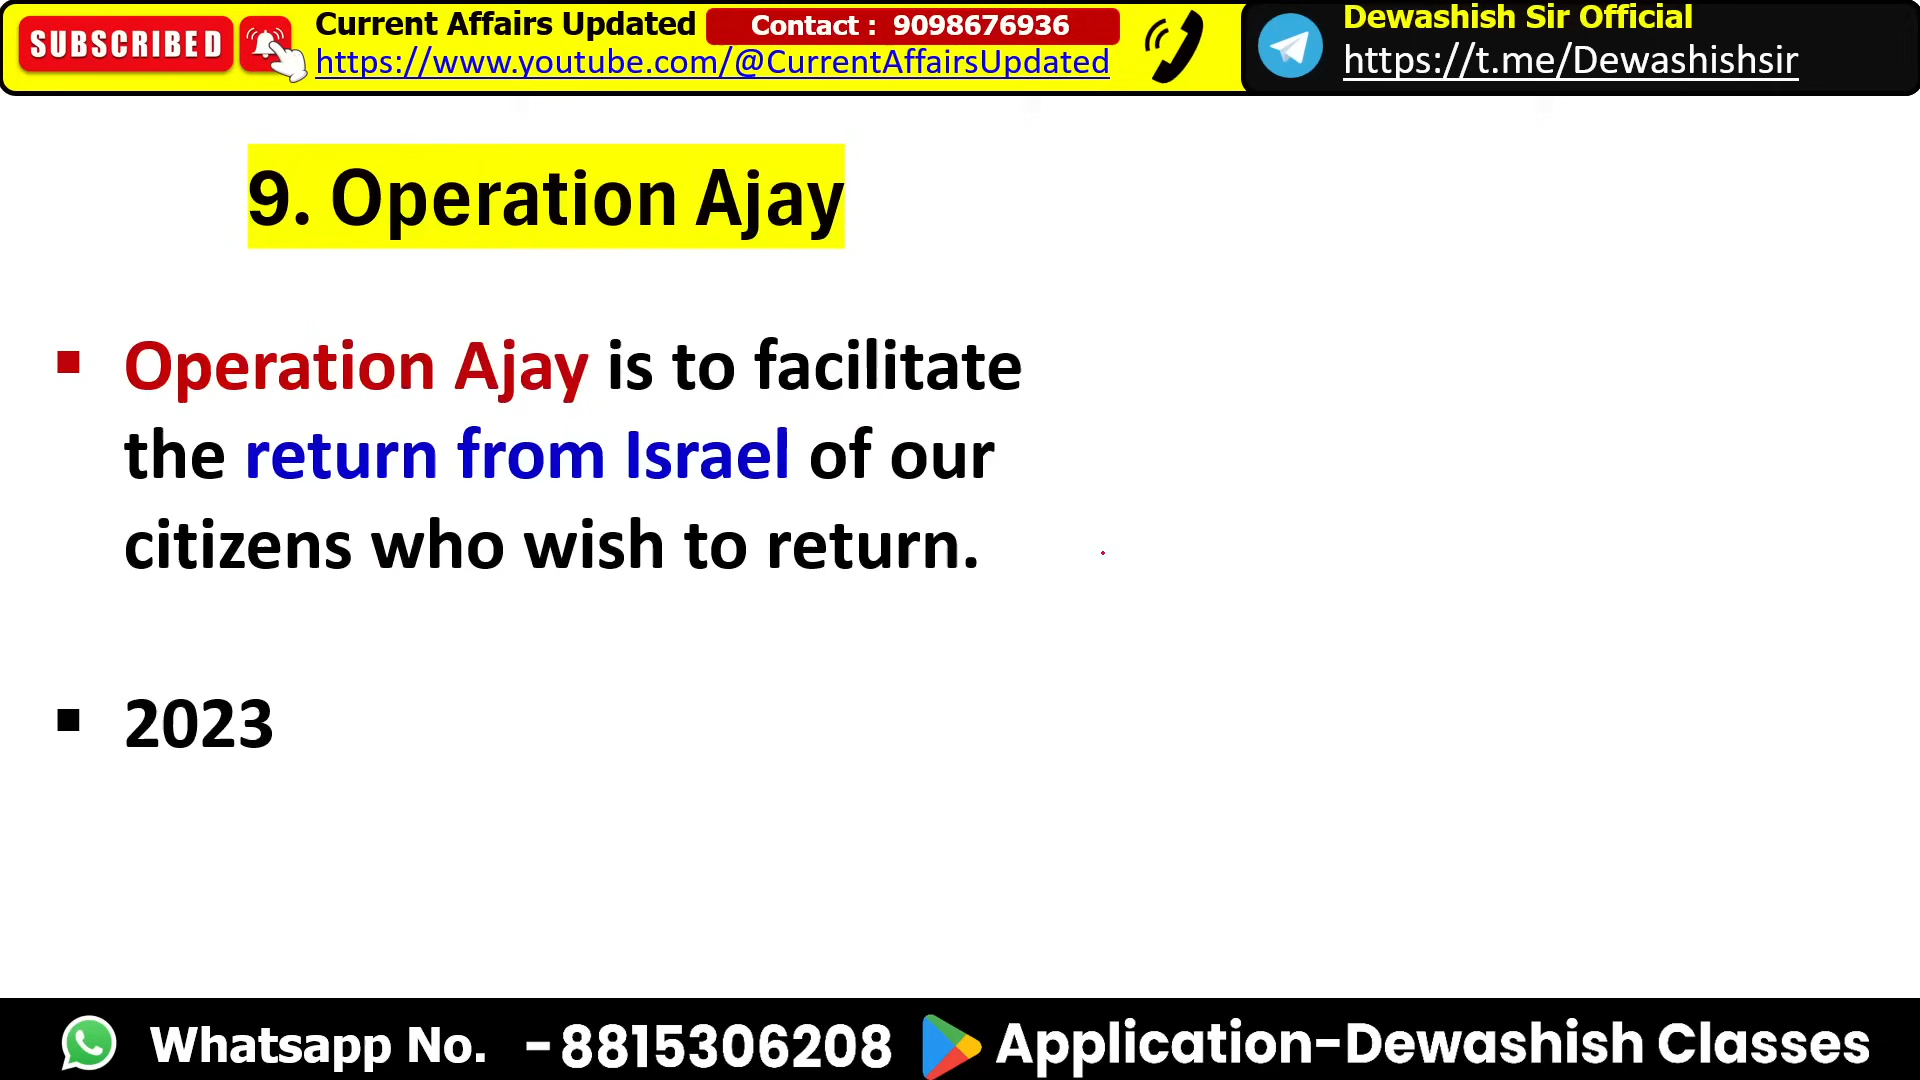 SUBSCRIBED
Current Affairs Updated
Contact : 9098676936
https://www.youtube.com/@CurrentAffairsUpdated
Dewashish Sir Official
https://t.me/Dewashishsir
9. Operation Ajay
▪ Operation Ajay is to facilitate
the return from Israel of our
citizens who wish to return.
▪ 2023
Whatsapp No. -8815306208
Application-Dewashish Classes